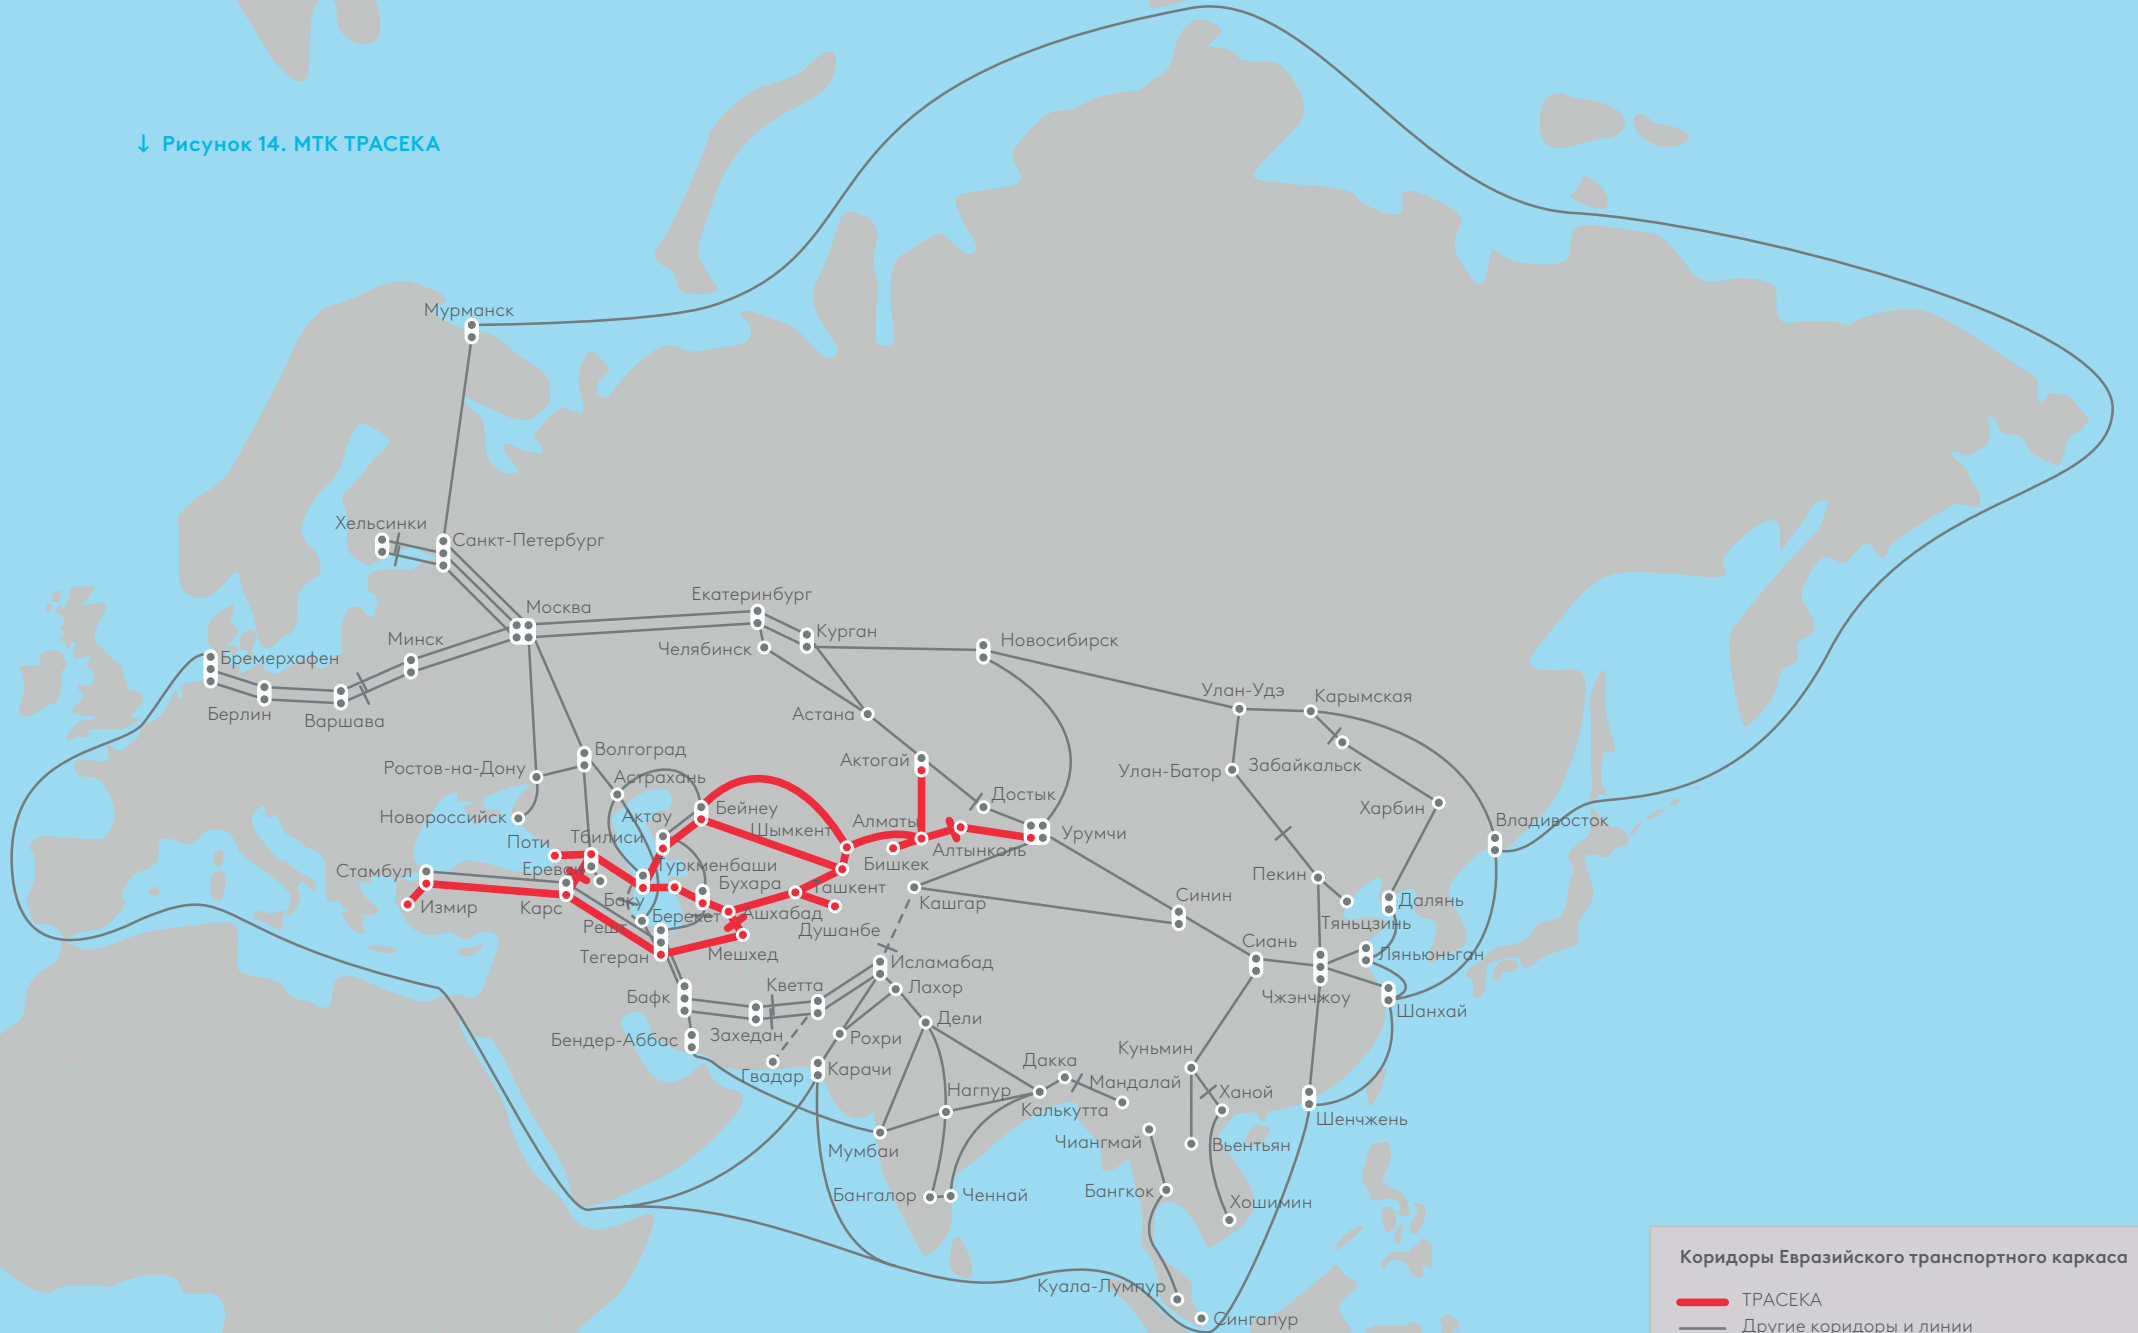 ↓ Рисунок 14. МТК ТРАСЕКА
Мурманск
Хельсинки
Санкт-Петербург
Екатеринбург
Москва
Минск
Курган
Новосибирск
Челябинск
Бремерхафен
Берлин
Варшава
Улан-Удэ
Карымская
Астана
Волгоград
Актогай
Ростов-на-Дону
Астрахань
Улан-Батор
Забайкальск
Достык
Бейнеу
Харбин
Новороссийск
Актау
Алматы
Владивосток
Шымкент
Урумчи
Поти
Тбилиси
Алтынколь
Бишкек
Туркменбаши
Стамбул
Ереван
Пекин
Бухара
Ташкент
Синин
Баку
Кашгар
Далянь
Измир
Карс
Берекет
Ашхабад
Тяньцзинь
Решт
Душанбе
Сиань
Тегеран
Мешхед
Ляньюньган
Исламабад
Кветта
Лахор
Бафк
Чжэнчжоу
Шанхай
Дели
Захедан
Рохри
Бендер-Аббас
Куньмин
Дакка
Гвадар
Карачи
Мандалай
Нагпур
Ханой
Калькутта
Шенчжень
Чиангмай
Вьентьян
Мумбаи
Бангкок
Бангалор
Ченнай
Хошимин
Куала-Лумпур
Сингапур
Коридоры Евразийского транспортного каркаса
ТРАСЕКА
Другие коридоры и линии